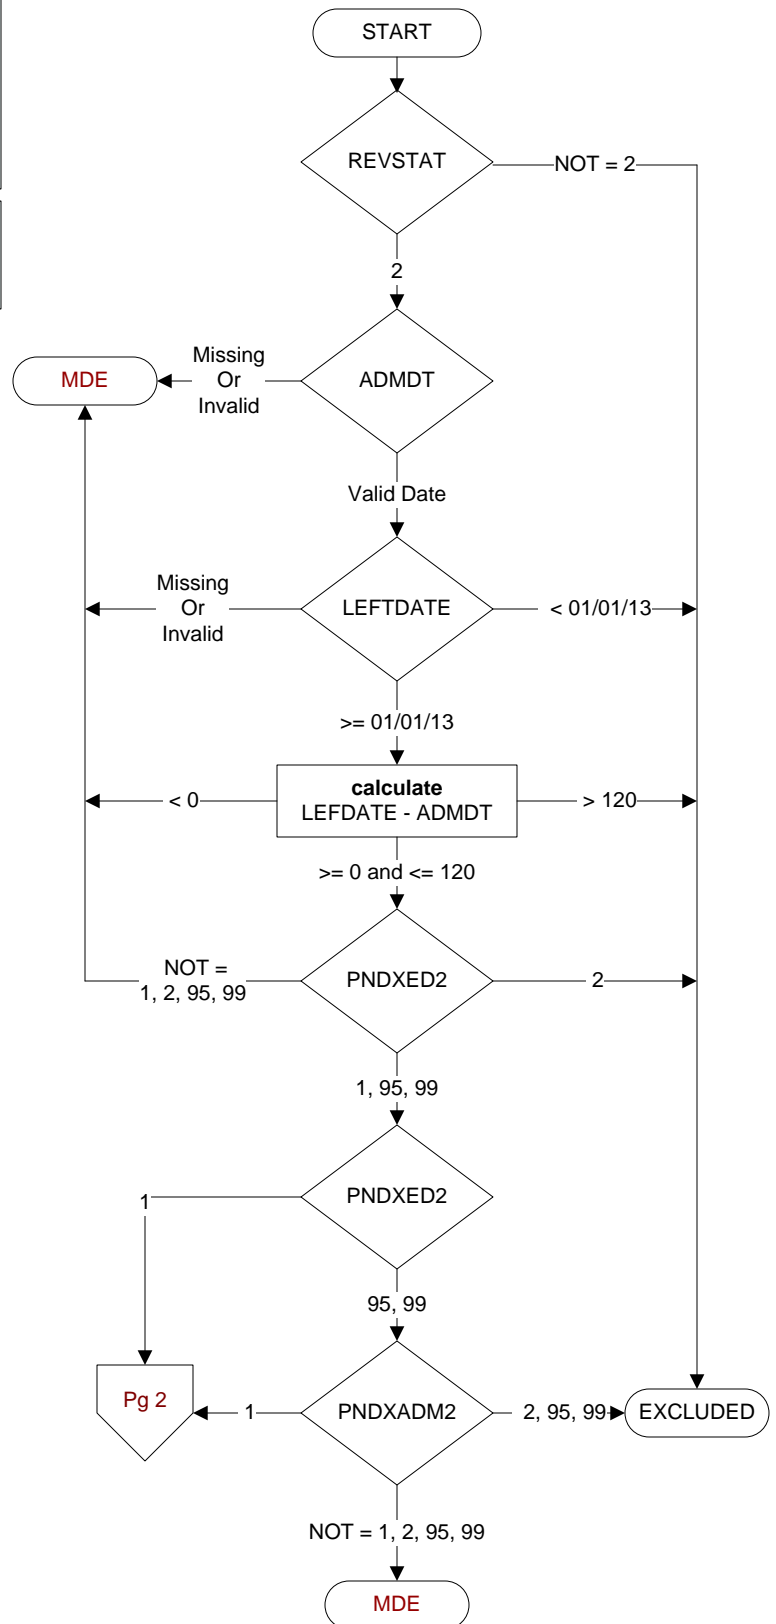 START
REVSTAT
NOT = 2
2
Missing
Or
Invalid
MDE
ADMDT
Valid Date
Missing
Or
Invalid
LEFTDATE
< 01/01/13
>= 01/01/13
calculate
LEFDATE - ADMDT
< 0
> 120
>= 0 and <= 120
NOT =
1, 2, 95, 99
PNDXED2
2
1, 95, 99
PNDXED2
1
95, 99
Pg 2
1
PNDXADM2
2, 95, 99
EXCLUDED
NOT = 1, 2, 95, 99
MDE